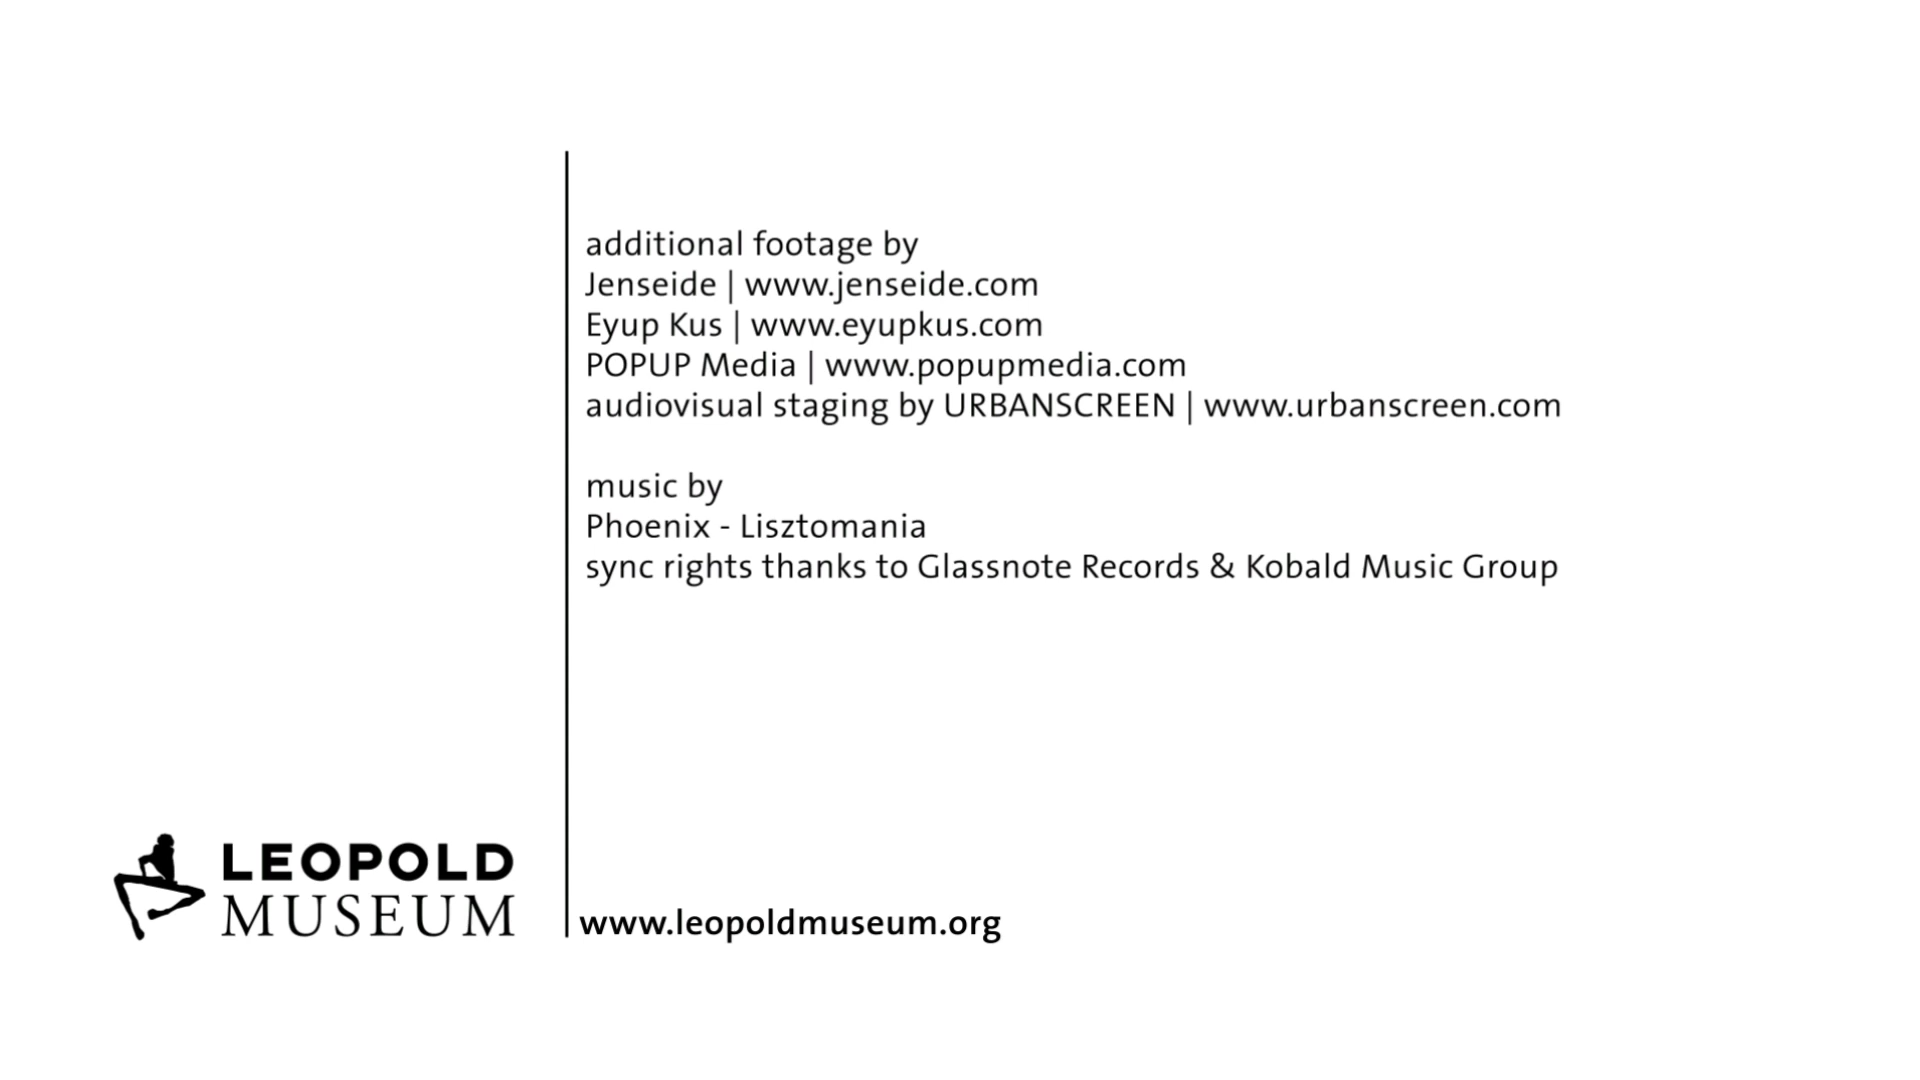 additional footage by
Jenseide | www.jenseide.com
Eyup Kus | www.eyupkus.com
POPUP Media | www.popupmedia.com
audiovisual staging by URBANSCREEN | www.urbanscreen.com
music by
Phoenix - Lisztomania
sync rights thanks to Glassnote Records & Kobald Music Group
LEOPOLD
MUSEUM
www.leopoldmuseum.org